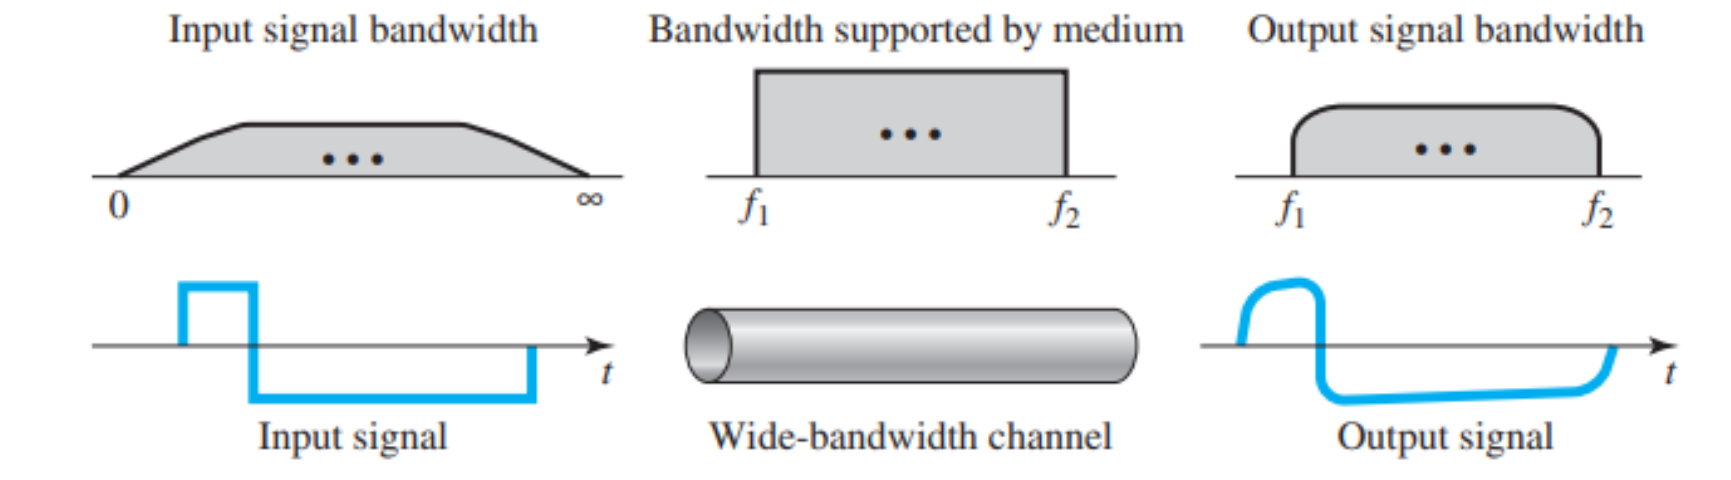 Input signal bandwidth
Bandwidth supported by medium
Output signal bandwidth
• • •
• • •
• • •
0
∞
f1
f2
f1
f2
t
t
Input signal
Wide-bandwidth channel
Output signal